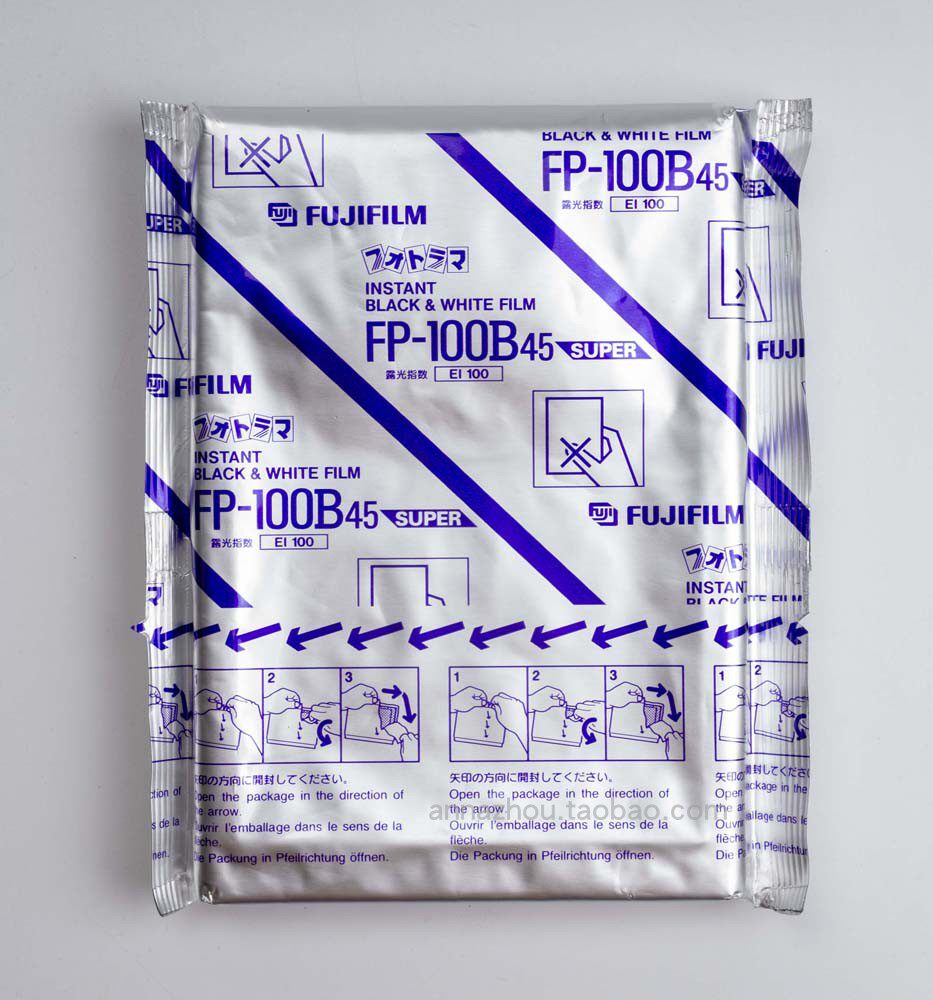 BLACK & WHITE FILM
FP-100B45
露光指数 EI 100
ER
FUJIFILM
UPER
フォトラマ
INSTANT
BLACK & WHITE FILM
FP-100B45 SUPER
露光指数 EI 100
FUJI
FUJIFILM
フォトラマ
INSTANT
BLACK & WHITE FILM
FP-100B45 SUPER
露光指数 EI 100
FUJIFILM
フォトラ
INSTAN
1 2 3
1 2 3
1 2
矢印の方向に開封してください。
Open the package in the direction of
the arrow.
Ouvrir l'emballage dans le sens de la
flèche.
Die Packung in Pfeilrichtung öffnen.
矢印の方向に開封してください。
Open the package in the direction of
the arrow.
Ouvrir l'emballage dans le sens de la
flèche.
Die Packung in Pfeilrichtung öffnen.
annazhou.taobao.com